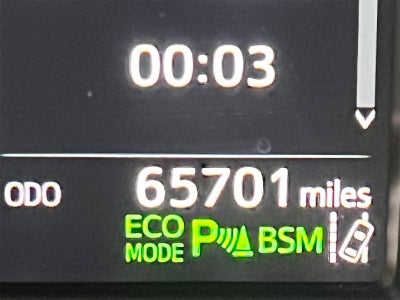 00:03
ODO 65701 miles
ECO MODE P BSM